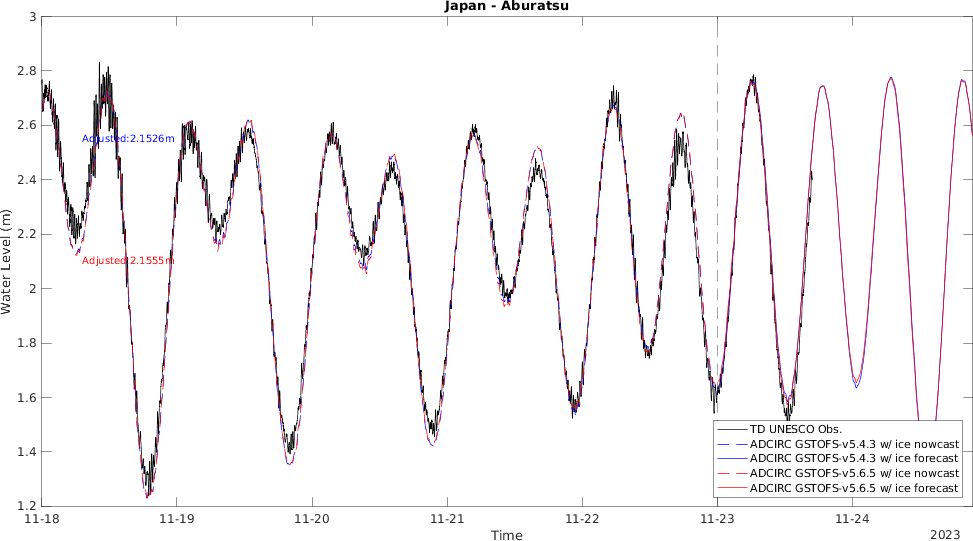 Japan - Aburatsu
3
2.8
2.6
2.4
2.2
2
1.8
1.6
1.4
1.2
Water Level (m)
Adjusted:2.1526m
Adjusted:2.1555m
TD UNESCO Obs.
ADCIRC GSTOFS-v5.4.3 w/ ice nowcast
ADCIRC GSTOFS-v5.4.3 w/ ice forecast
ADCIRC GSTOFS-v5.6.5 w/ ice nowcast
ADCIRC GSTOFS-v5.6.5 w/ ice forecast
11-18 11-19 11-20 11-21 11-22 11-23 11-24
Time
2023